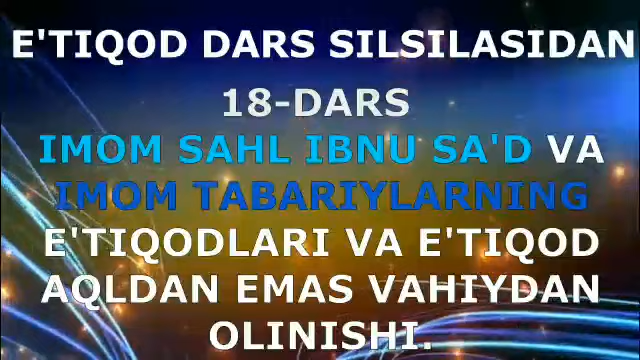 E'TIQOD DARS SILSILASIDAN
18-DARS
IMOM SAHL IBNU SA'D VA
IMOM TABARIYLARNING
E'TIQODLARI VA E'TIQOD
AQLDAN EMAS VAHIYDAN
OLINISHI.